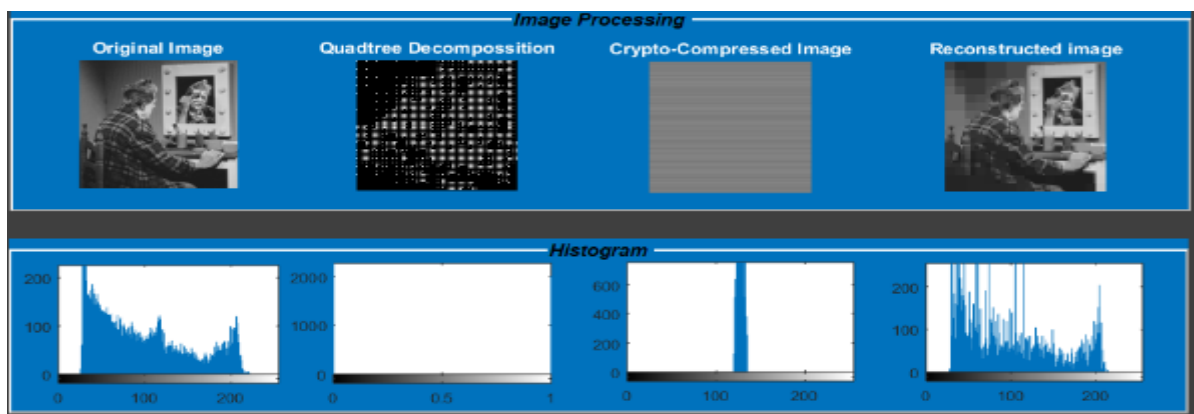 Image Processing
Original Image Quadtree Decompossition Crypto-Compressed Image Reconstructed image
Histogram
200 2000 600 200
100 1000 400 100
200
0 0 0 0
0 100 200 0 0.5 1 0 100 200 0 100 200